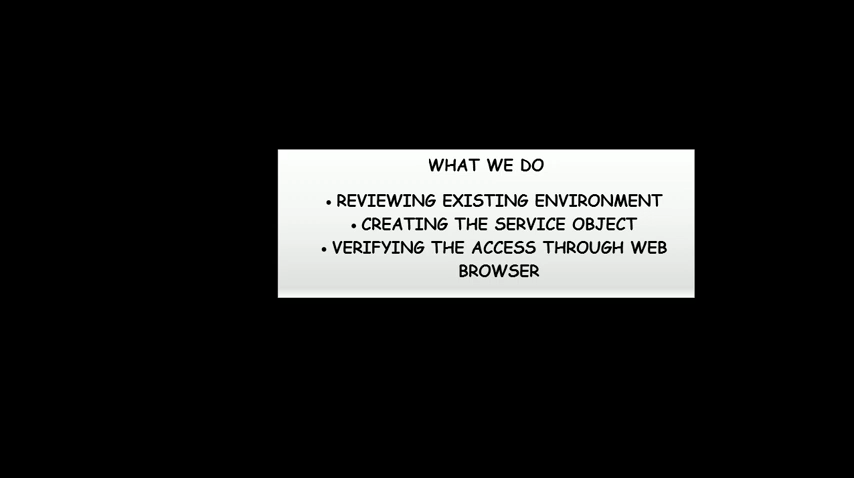 WHAT WE DO
• REVIEWING EXISTING ENVIRONMENT
• CREATING THE SERVICE OBJECT
• VERIFYING THE ACCESS THROUGH WEB
BROWSER